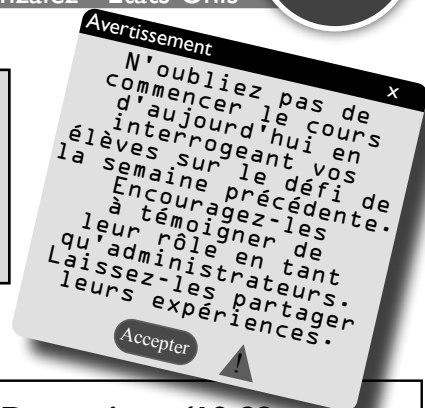 Avertissement
x
N'oubliez pas de
commencer le cours
d'aujourd'hui en
interrogeant vos
élèves sur le défi de
la semaine précédente.
Encouragez-les
à témoigner de
leur rôle en tant
qu'administrateurs.
Laissez-les partager
leurs expériences.
Accepter
!